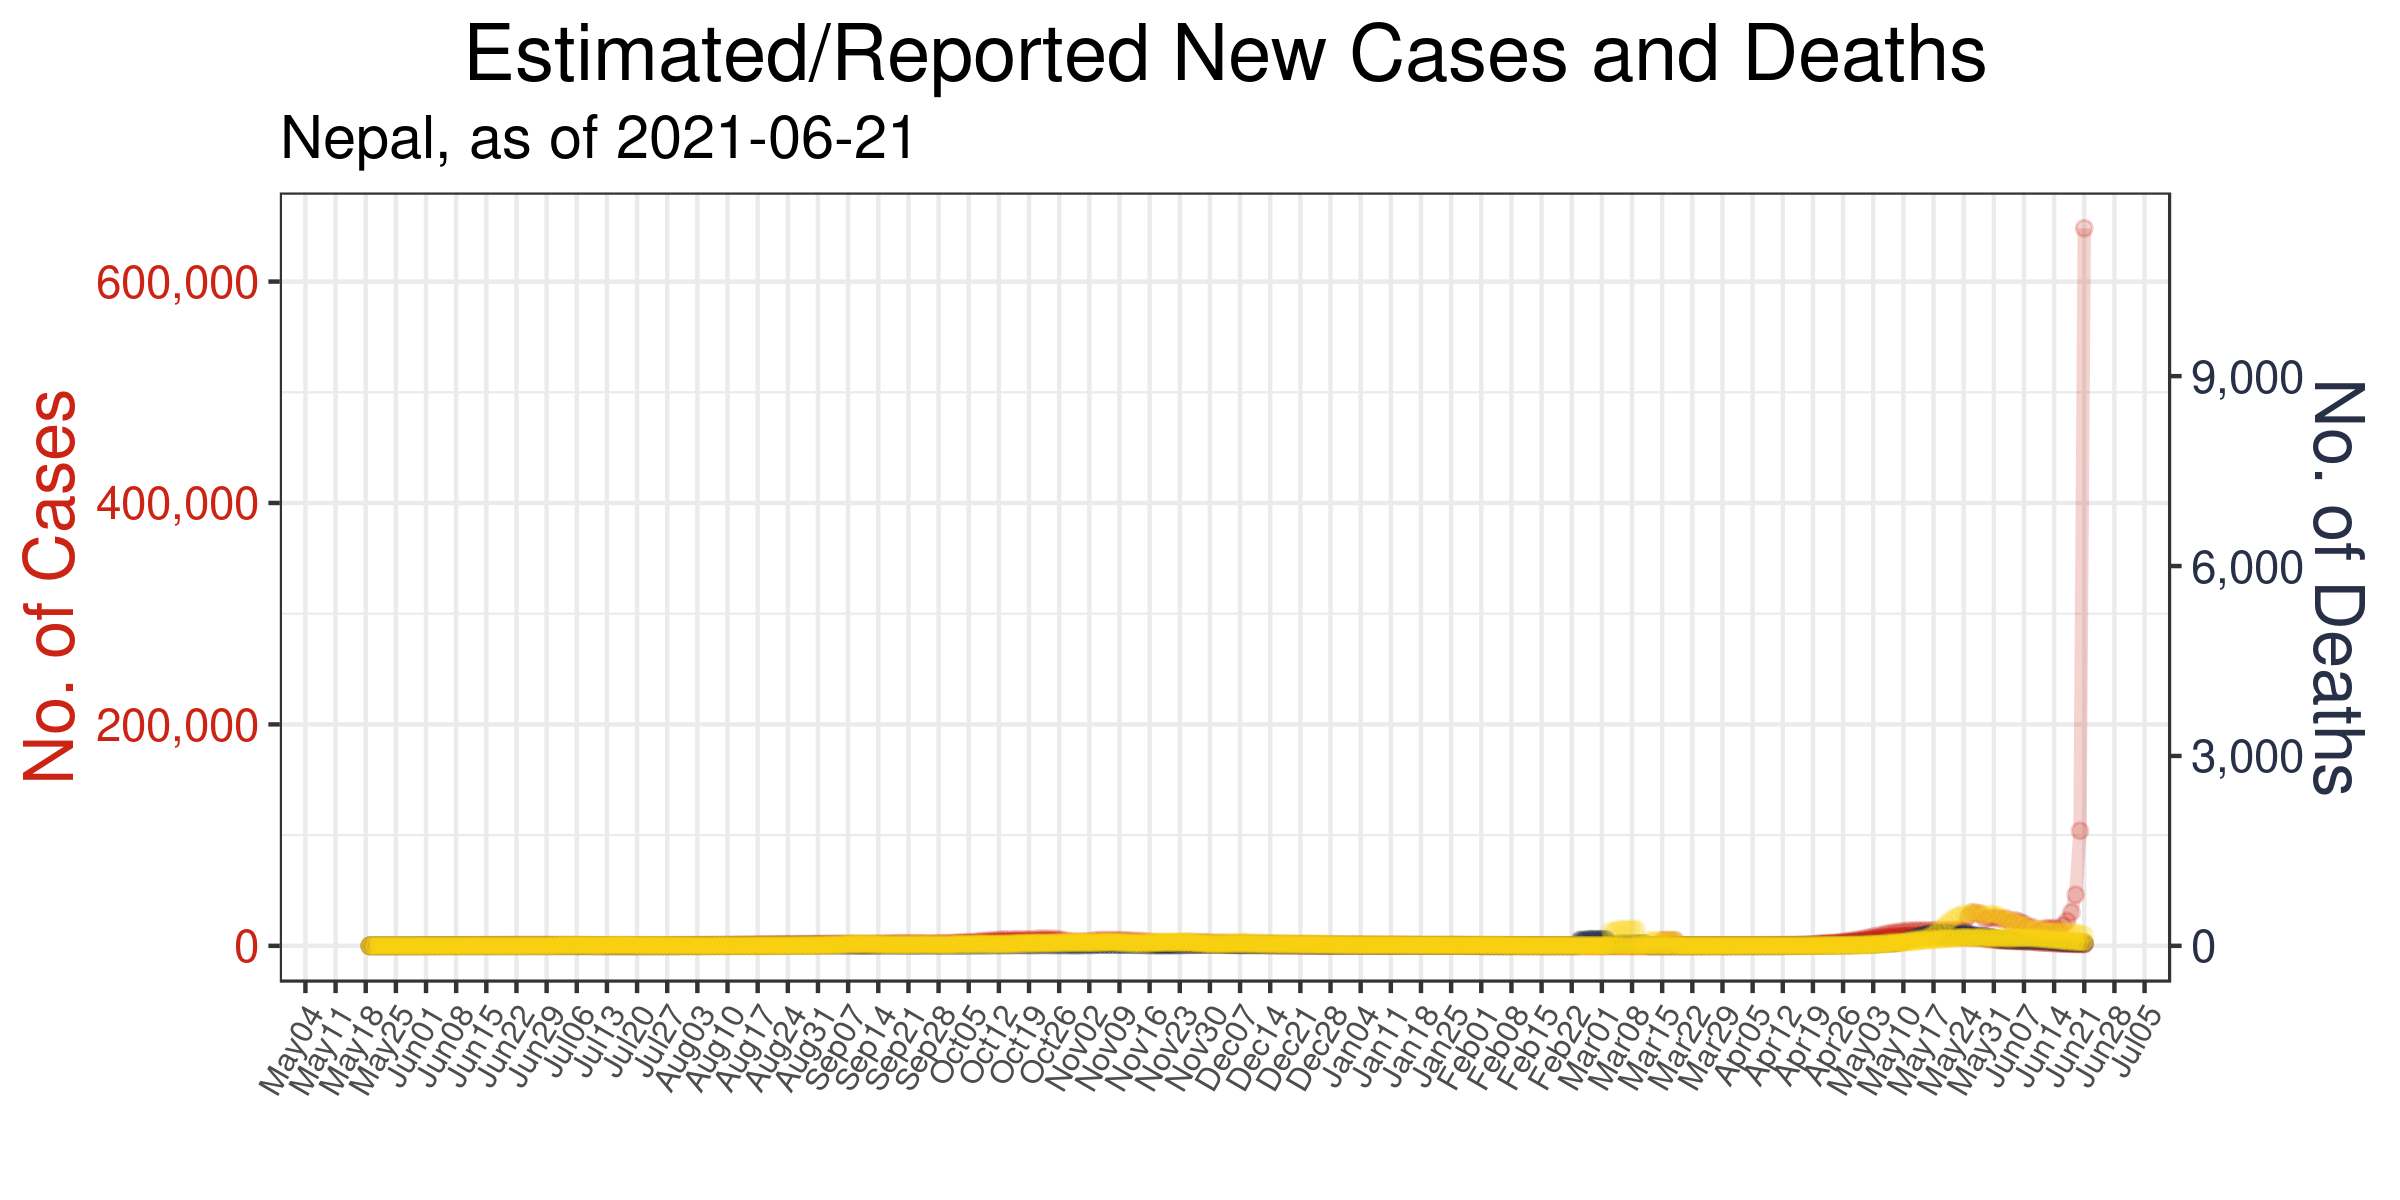 Estimated/Reported New Cases and Deaths
Nepal, as of 2021-06-21
No. of Cases
600,000
400,000
200,000
0
No. of Deaths
9,000
6,000
3,000
0
May04
May11
May18
May25
Jun01
Jun08
Jun15
Jun22
Jun29
Jul06
Jul13
Jul20
Jul27
Aug03
Aug10
Aug17
Aug24
Aug31
Sep07
Sep14
Sep21
Sep28
Oct05
Oct12
Oct19
Oct26
Nov02
Nov09
Nov16
Nov23
Nov30
Dec07
Dec14
Dec21
Dec28
Jan04
Jan11
Jan18
Jan25
Feb01
Feb08
Feb15
Feb22
Mar01
Mar08
Mar15
Mar22
Mar29
Apr05
Apr12
Apr19
Apr26
May03
May10
May17
May24
May31
Jun07
Jun14
Jun21
Jun28
Jul05